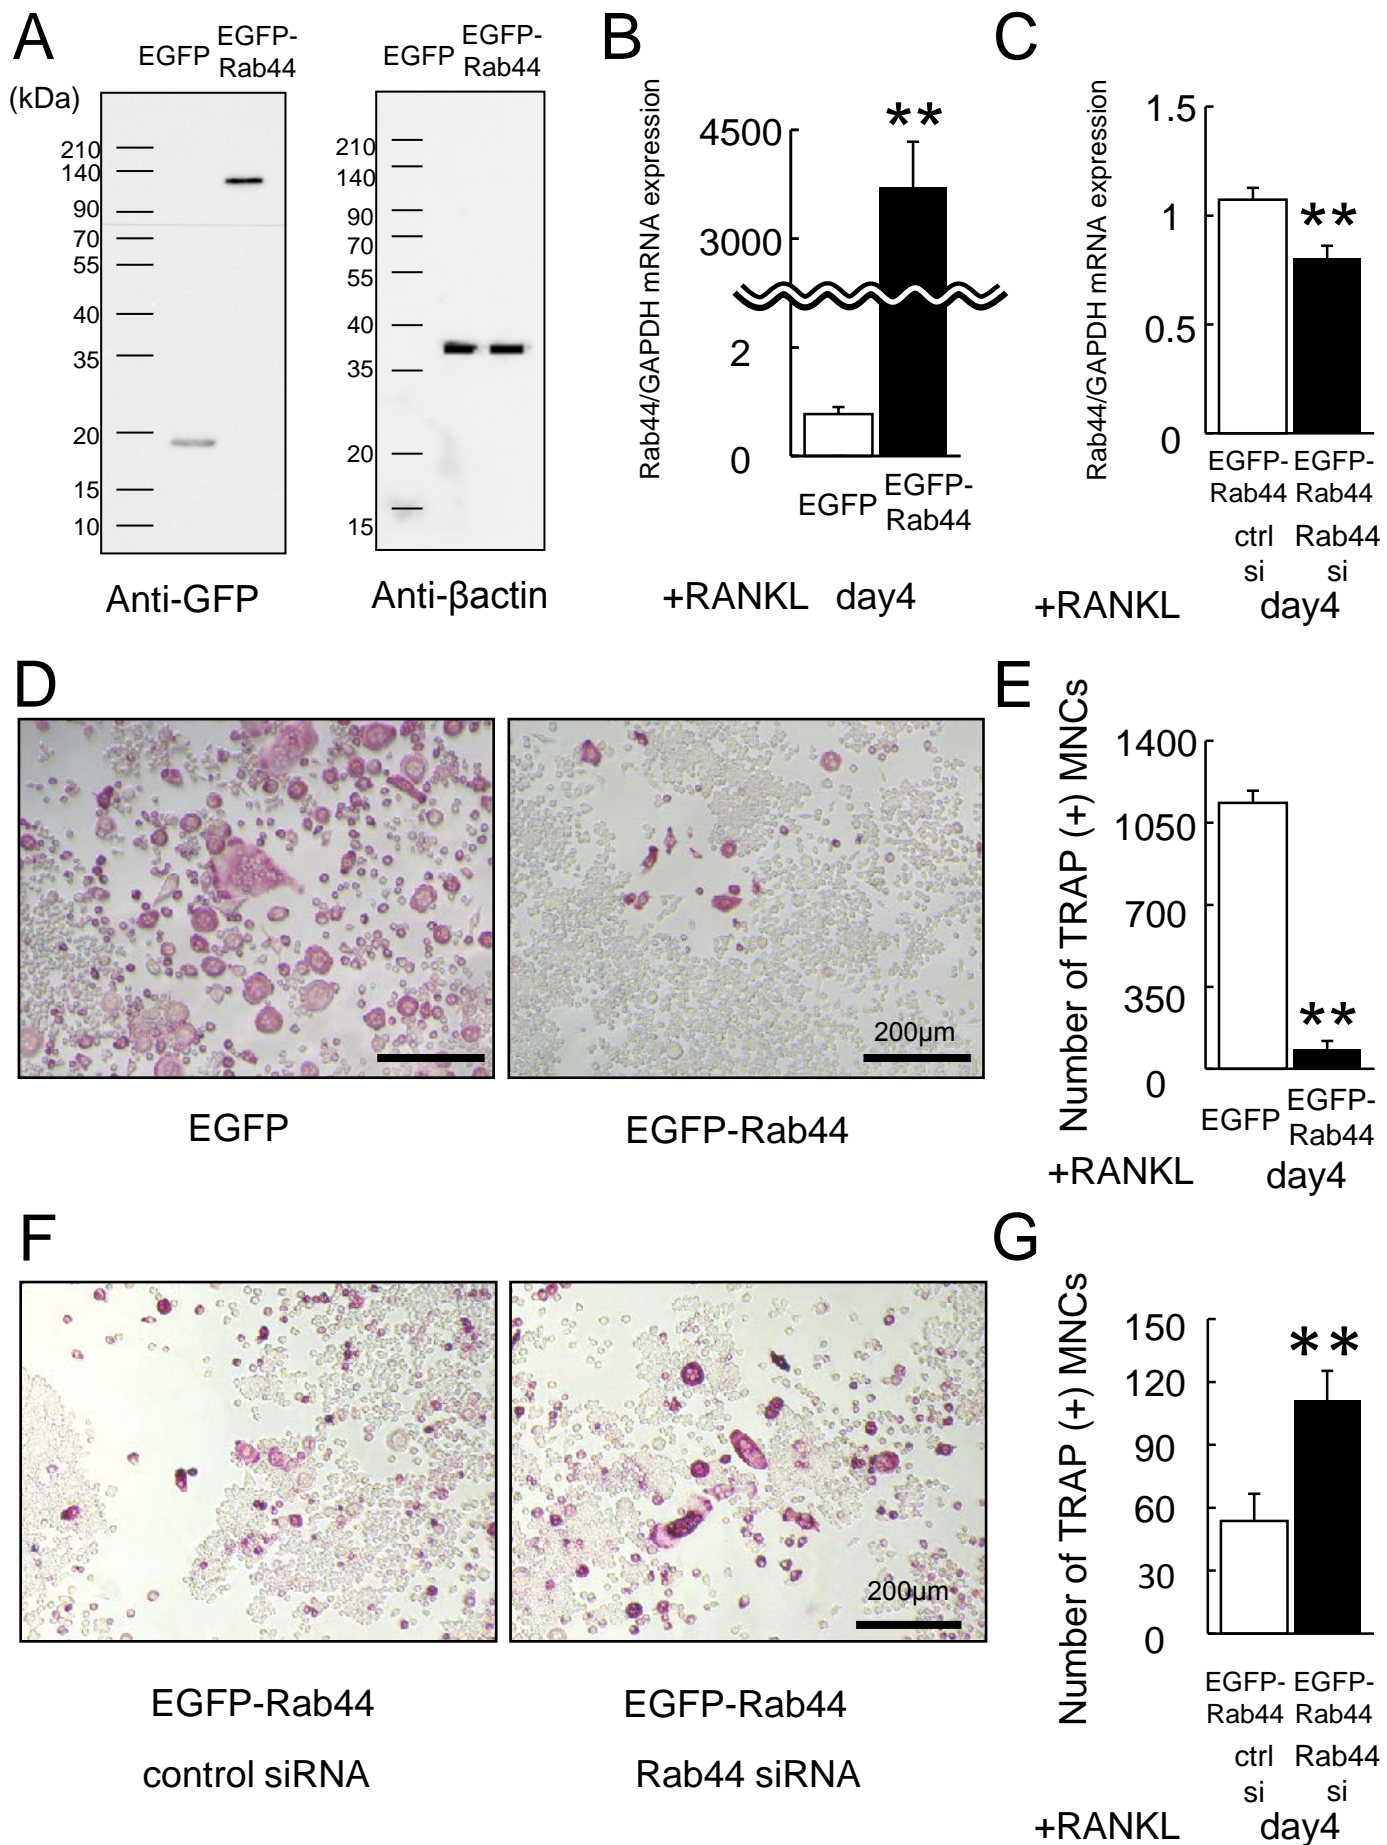 A
EGFP
EGFP-
Rab44
(kDa)
210
140
90
70
55
40
35
20
15
10
Anti-GFP
EGFP
EGFP-
Rab44
210
140
90
70
55
40
35
20
15
Anti-βactin
B
Rab44/GAPDH mRNA expression
4500
3000
2
0
**
EGFP
EGFP-
Rab44
+RANKL day4
C
Rab44/GAPDH mRNA expression
1.5
1
0.5
0
**
EGFP-
Rab44
ctrl
si
EGFP-
Rab44
Rab44
si
+RANKL day4
D
200μm
EGFP
EGFP-Rab44
E
Number of TRAP (+) MNCs
1400
1050
700
350
0
**
EGFP
EGFP-
Rab44
+RANKL day4
F
200μm
EGFP-Rab44
control siRNA
EGFP-Rab44
Rab44 siRNA
G
Number of TRAP (+) MNCs
150
120
90
60
30
0
**
EGFP-
Rab44
ctrl
si
EGFP-
Rab44
Rab44
si
+RANKL day4